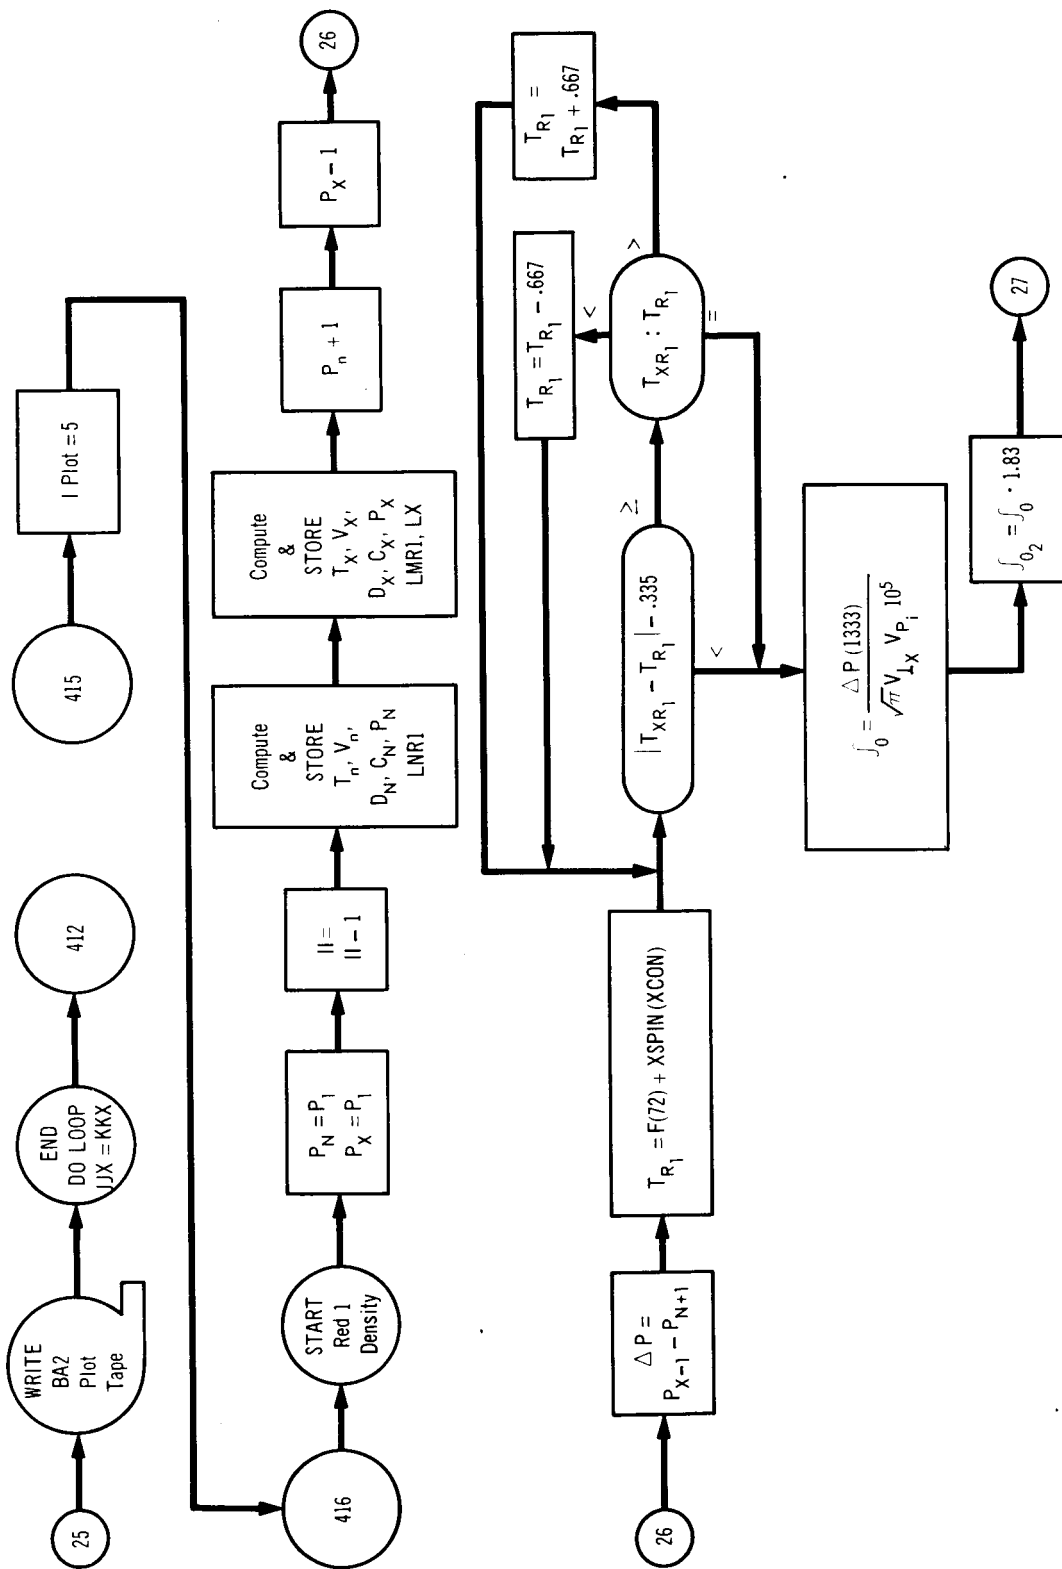 25
WRITE
BA2
Plot
Tape
END
DO LOOP
JJX = KKX
412
415
I Plot = 5
416
START
Red 1
Density
P_N = P_1
P_X = P_1
II =
II - 1
Compute
&
STORE
T_n, V_n,
D_N, C_N, P_N
LNR1
Compute
&
STORE
T_X, V_X,
D_X, C_X, P_X
LMR1, LX
P_n + 1
P_X - 1
26
26
△P =
P_X-1 - P_N+1
T_R1 = F(72) + XSPIN(XCON)
|T_XR1 - T_R1| -.335
≥
<
T_XR1 : T_R1
<
>
=
T_R1 = T_R1 - .667
T_R1 =
T_R1 + .667
∫_0 = △P(1333) / √π V_⊥X V_Pi 10^5
∫_02 = ∫_0 · 1.83
27